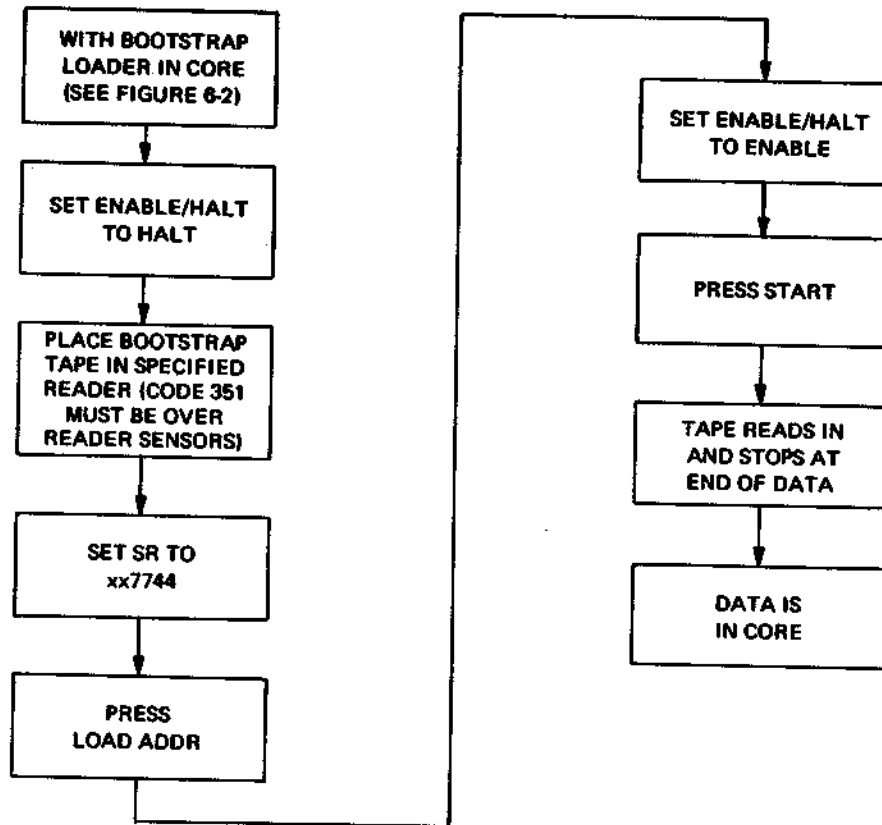 WITH BOOTSTRAP
LOADER IN CORE
(SEE FIGURE 6-2)
SET ENABLE/HALT
TO HALT
PLACE BOOTSTRAP
TAPE IN SPECIFIED
READER (CODE 351
MUST BE OVER
READER SENSORS)
SET SR TO
xx7744
PRESS
LOAD ADDR
SET ENABLE/HALT
TO ENABLE
PRESS START
TAPE READS IN
AND STOPS AT
END OF DATA
DATA IS
IN CORE